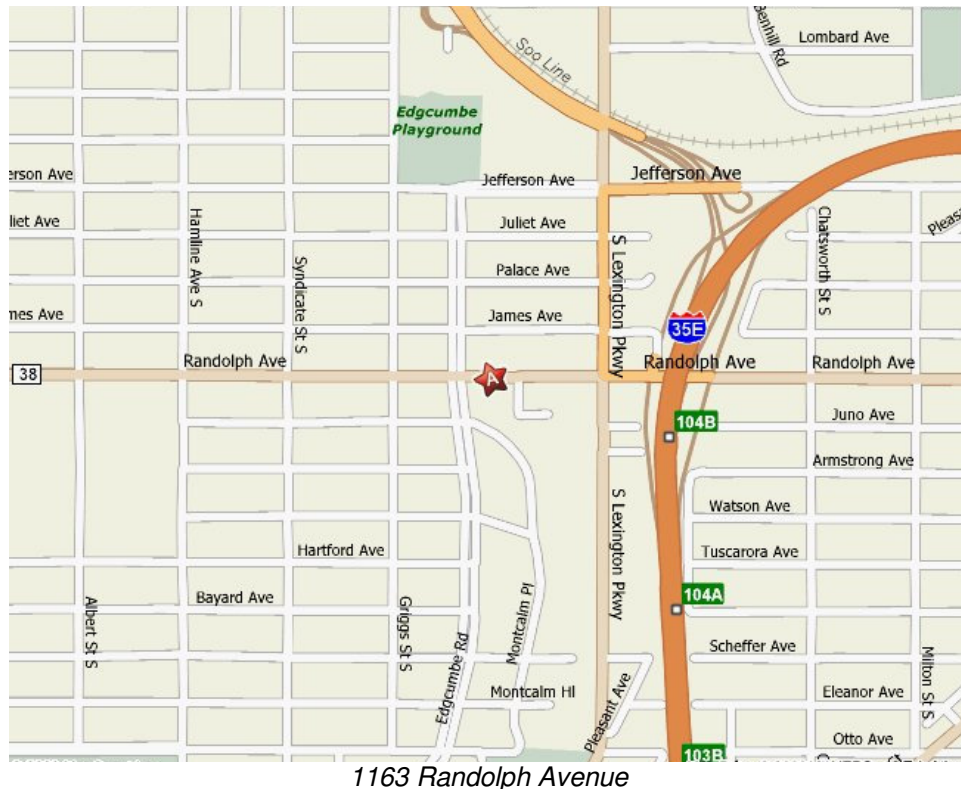 Lombard Ave
Benhill Rd
Soo Line
Edgcumbe
Playground
erson Ave
Jefferson Ave
Jefferson Ave
liet Ave
Juliet Ave
Hamline Ave S
Syndicate St S
S Lexington Pkwy
Chatsworth St S
Palace Ave
mes Ave
James Ave
35E
Randolph Ave
Randolph Ave
Randolph Ave
38
A
104B
Juno Ave
Armstrong Ave
Watson Ave
S Lexington Pkwy
Hartford Ave
Tuscarora Ave
Bayard Ave
104A
Albert St S
Griggs St S
Edgcumbe Rd
Montcalm Pl
Scheffer Ave
Milton St S
Montcalm Hl
Pleasant Ave
Eleanor Ave
Otto Ave
103B
1163 Randolph Avenue